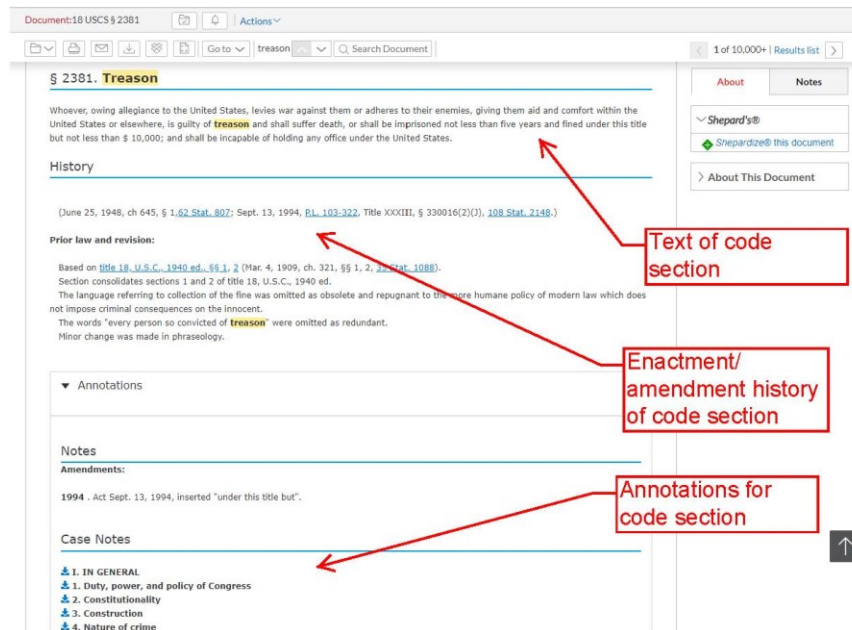 Document:18 USCS § 2381
Actions
Go to
treasure
Search Document
1 of 10,000+ | Results list
§ 2381. Treason
About
Notes
Whoever, owing allegiance to the United States, levies war against them or adheres to their enemies, giving them aid and comfort within the
United States or elsewhere, is guilty of treason and shall suffer death, or shall be imprisoned not less than five years and fined under this title
but not less than $ 10,000; and shall be incapable of holding any office under the United States.
Shepard's®
Shepardize® this document
About This Document
History
(June 25, 1948, ch 645, § 1,62 Stat. 807; Sept. 13, 1994, P.L. 103-322, Title XXXIII, § 330016(2)(J), 108 Stat. 2148.)
Text of code
section
Prior law and revision:
Based on title 18, U.S.C., 1940 ed., §§ 1, 2 (Mar. 4, 1909, ch. 321, §§ 1, 2, 35 Stat. 1088).
Section consolidates sections 1 and 2 of title 18, U.S.C., 1940 ed.
The language referring to collection of the fine was omitted as obsolete and repugnant to the more humane policy of modern law which does
not impose criminal consequences on the innocent.
The words "every person so convicted of treason" were omitted as redundant.
Minor change was made in phraseology.
Enactment/
amendment history
of code section
Annotations
Notes
Amendments:
1994 . Act Sept. 13, 1994, inserted "under this title but".
Annotations for
code section
Case Notes
I. IN GENERAL
1. Duty, power, and policy of Congress
2. Constitutionality
3. Construction
4. Nature of crime